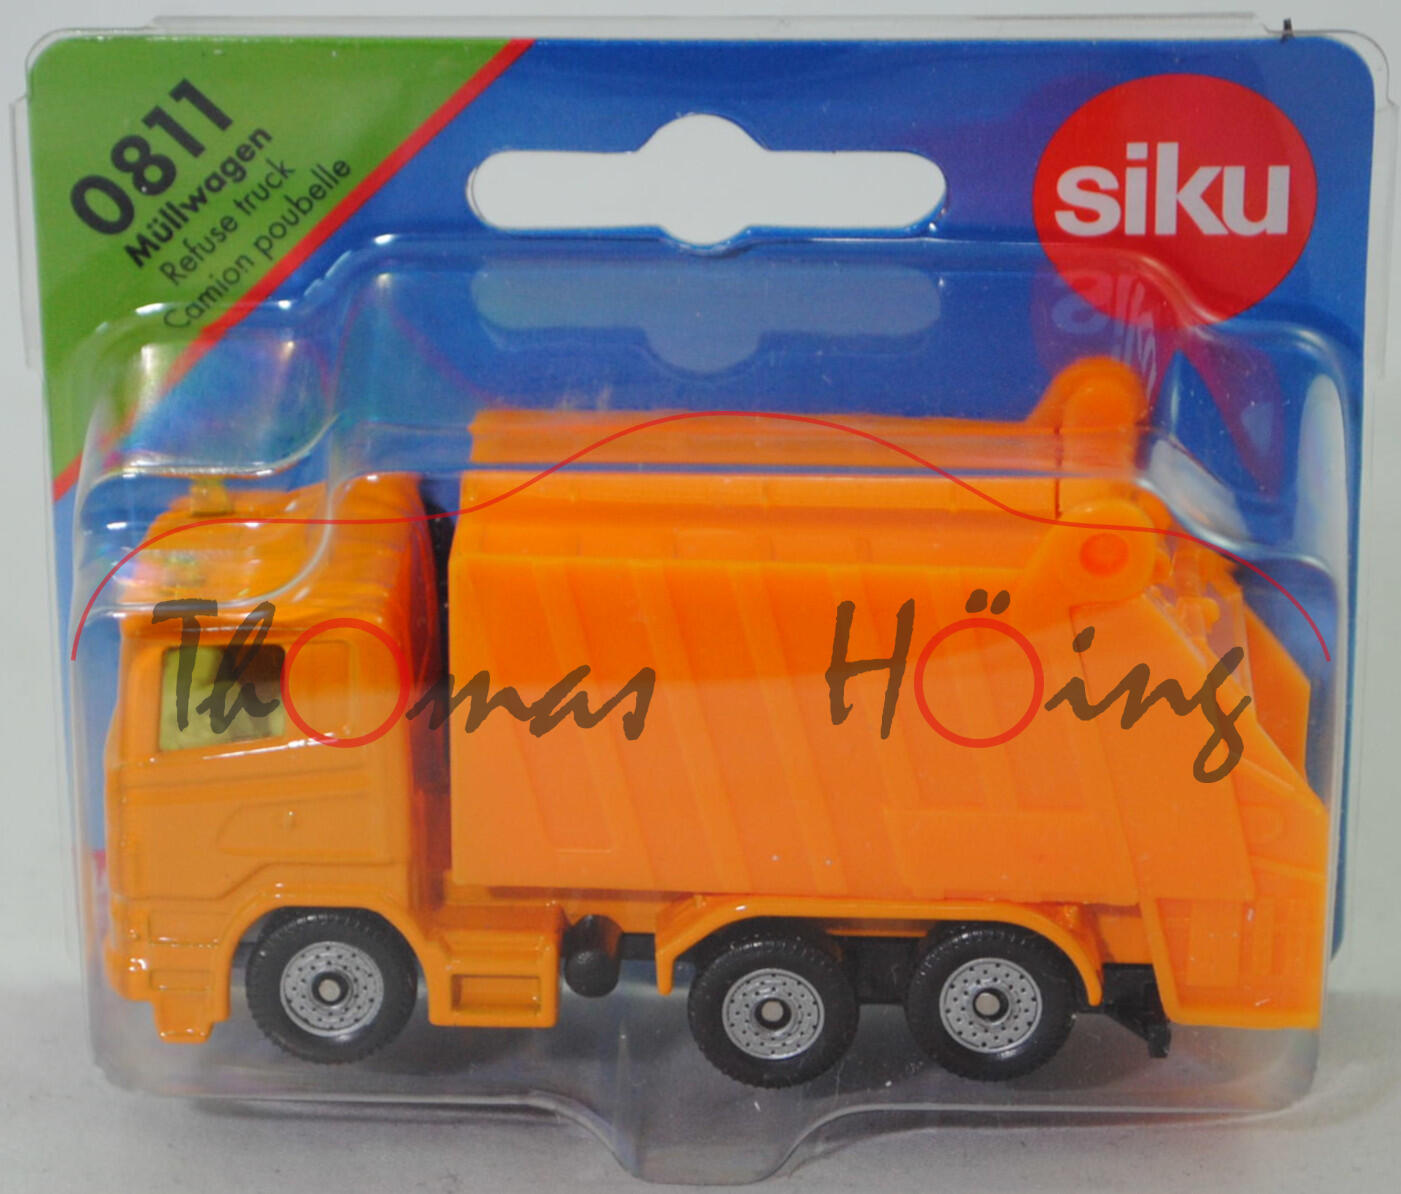 0811
Müllwagen
Refuse truck
Camion poubelle
siku
Thomas Höing